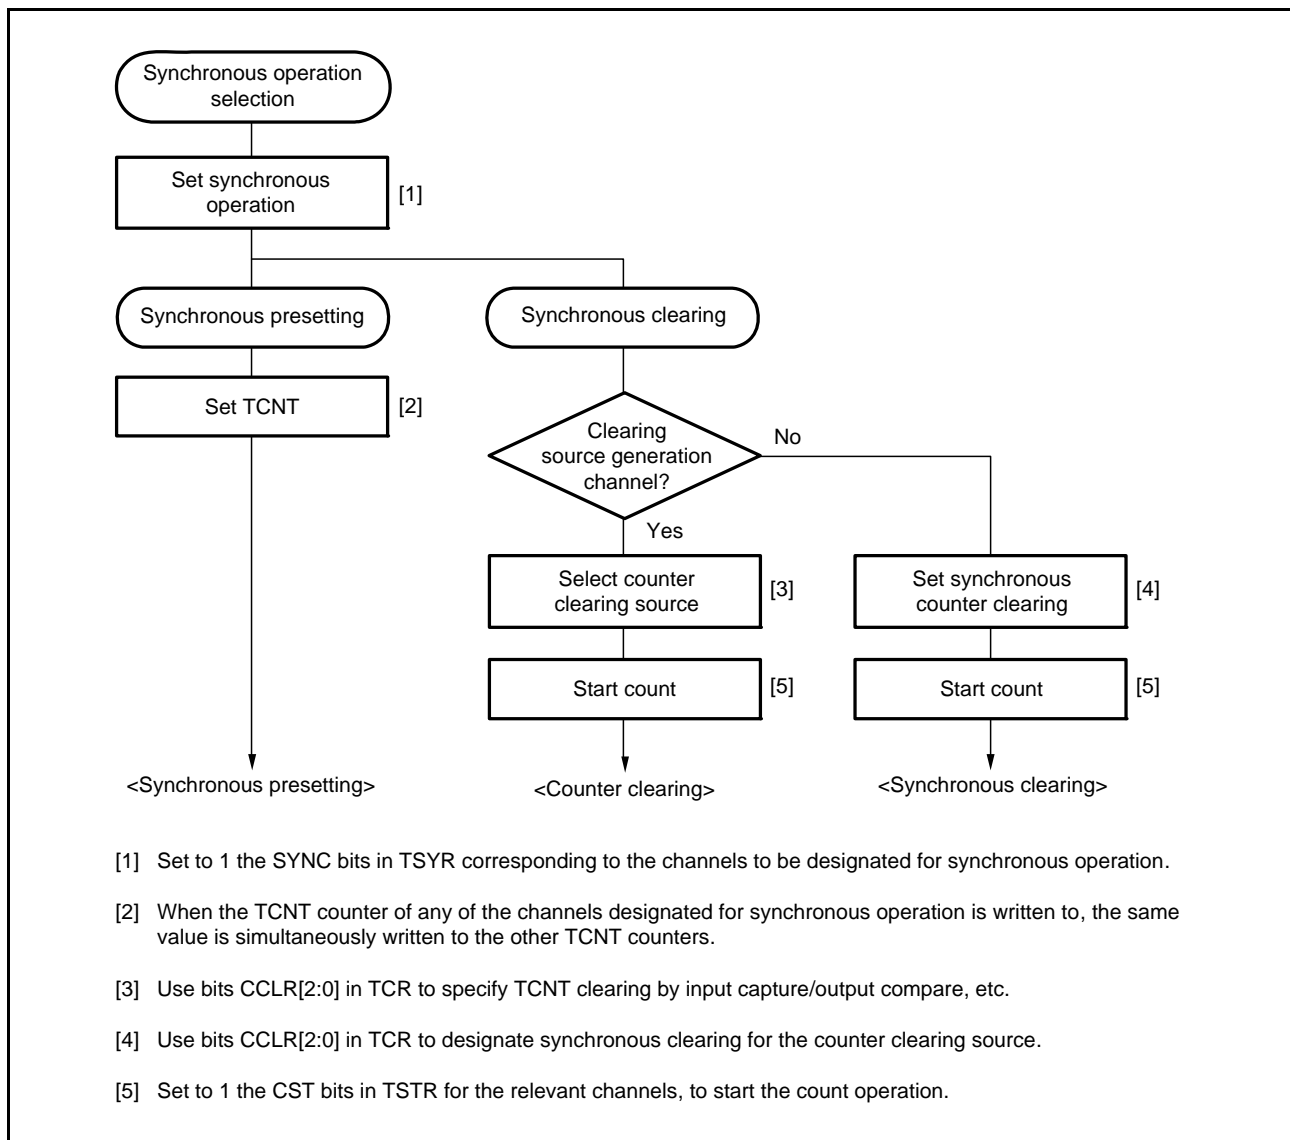 Synchronous operation
selection
Set synchronous
operation
[1]
Synchronous presetting
Synchronous clearing
Set TCNT
[2]
Clearing
source generation
channel?
No
Yes
Select counter
clearing source
[3]
Set synchronous
counter clearing
[4]
Start count
[5]
Start count
[5]
<Synchronous presetting>
<Counter clearing>
<Synchronous clearing>
[1] Set to 1 the SYNC bits in TSYR corresponding to the channels to be designated for synchronous operation.
[2] When the TCNT counter of any of the channels designated for synchronous operation is written to, the same
value is simultaneously written to the other TCNT counters.
[3] Use bits CCLR[2:0] in TCR to specify TCNT clearing by input capture/output compare, etc.
[4] Use bits CCLR[2:0] in TCR to designate synchronous clearing for the counter clearing source.
[5] Set to 1 the CST bits in TSTR for the relevant channels, to start the count operation.